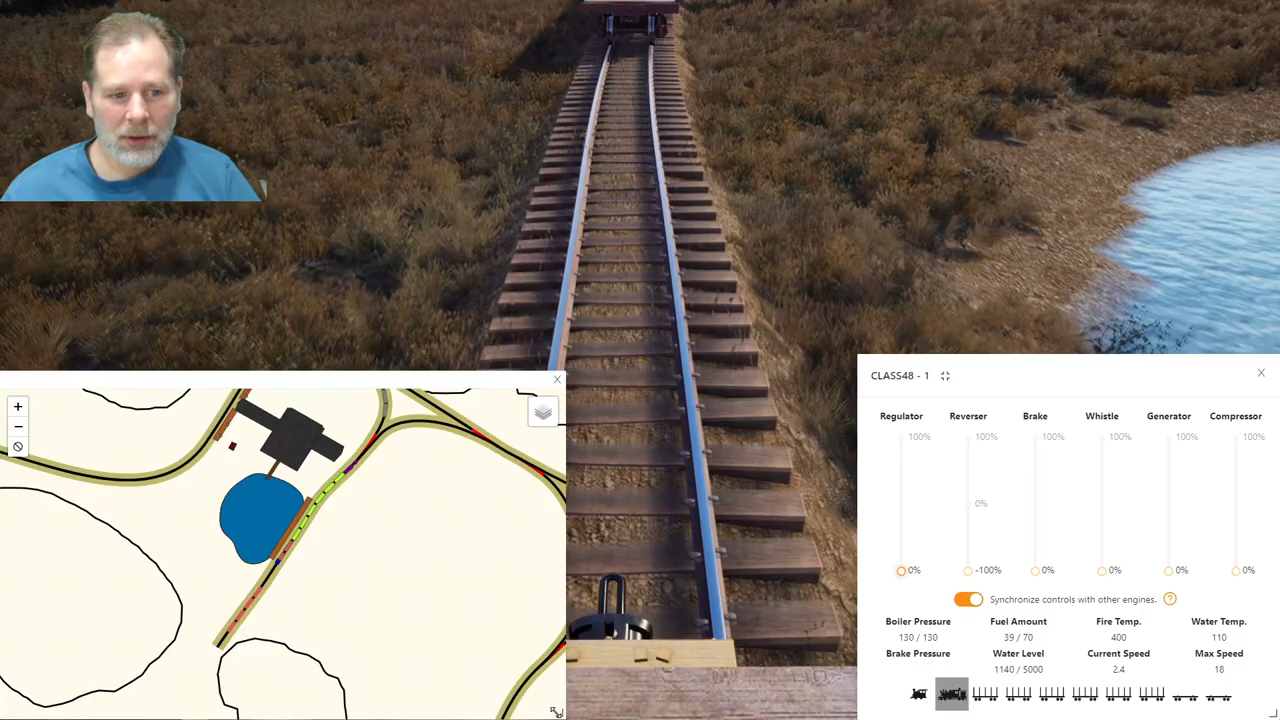 CLASS48 - 1
Regulator Reverser Brake Whistle Generator Compressor
100% 100% 100% 100% 100% 100%
0%
0% -100% 0% 0% 0% 0%
Synchronize controls with other engines. ?
Boiler Pressure Fuel Amount Fire Temp. Water Temp.
130 / 130 39 / 70 400 110
Brake Pressure Water Level Current Speed Max Speed
1140 / 5000 2.4 18